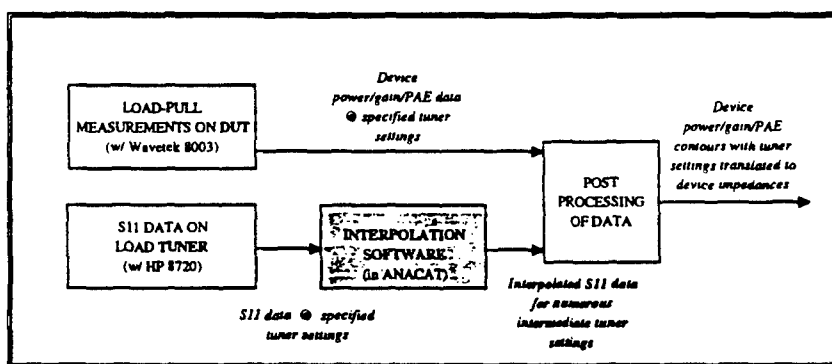 LOAD-PULL
MEASUREMENTS ON DUT
(w/ Wavetek 8003)
Device
power/gain/PAE data
@ specified tuner
settings
S11 DATA ON
LOAD TUNER
(w/ HP 8720)
S11 data @ specified
tuner settings
INTERPOLATION
SOFTWARE
(in ANACAT)
Interpolated S11 data
for numerous
intermediate tuner
settings
POST
PROCESSING
OF DATA
Device
power/gain/PAE
contours with tuner
settings translated to
device impedances